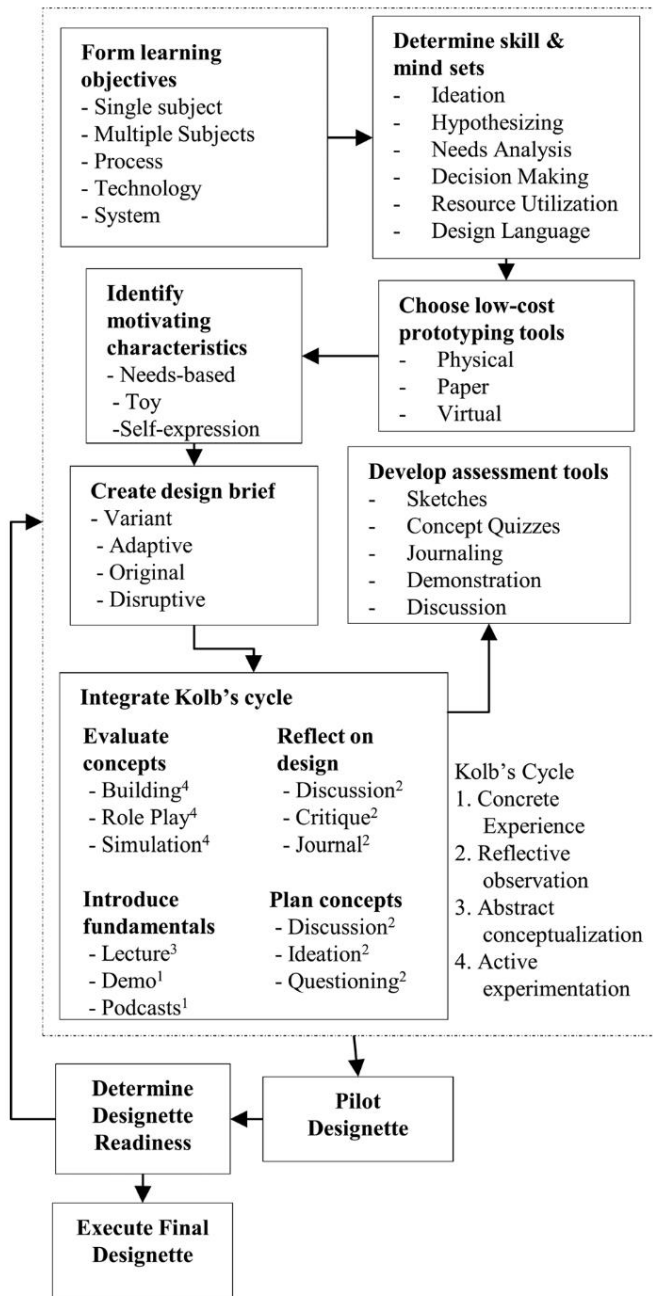 Form learning
objectives
- Single subject
- Multiple Subjects
- Process
- Technology
- System
Determine skill &
mind sets
- Ideation
- Hypothesizing
- Needs Analysis
- Decision Making
- Resource Utilization
- Design Language
Choose low-cost
prototyping tools
- Physical
- Paper
- Virtual
Identify
motivating
characteristics
- Needs-based
- Toy
-Self-expression
Create design brief
- Variant
- Adaptive
- Original
- Disruptive
Integrate Kolb’s cycle
Evaluate
concepts
- Building⁴
- Role Play⁴
- Simulation⁴
Reflect on
design
- Discussion²
- Critique²
- Journal²
Introduce
fundamentals
- Lecture³
- Demo¹
- Podcasts¹
Plan concepts
- Discussion²
- Ideation²
- Questioning²
Develop assessment tools
- Sketches
- Concept Quizzes
- Journaling
- Demonstration
- Discussion
Kolb’s Cycle
1. Concrete
Experience
2. Reflective
observation
3. Abstract
conceptualization
4. Active
experimentation
Pilot
Designette
Determine
Designette
Readiness
Execute Final
Designette